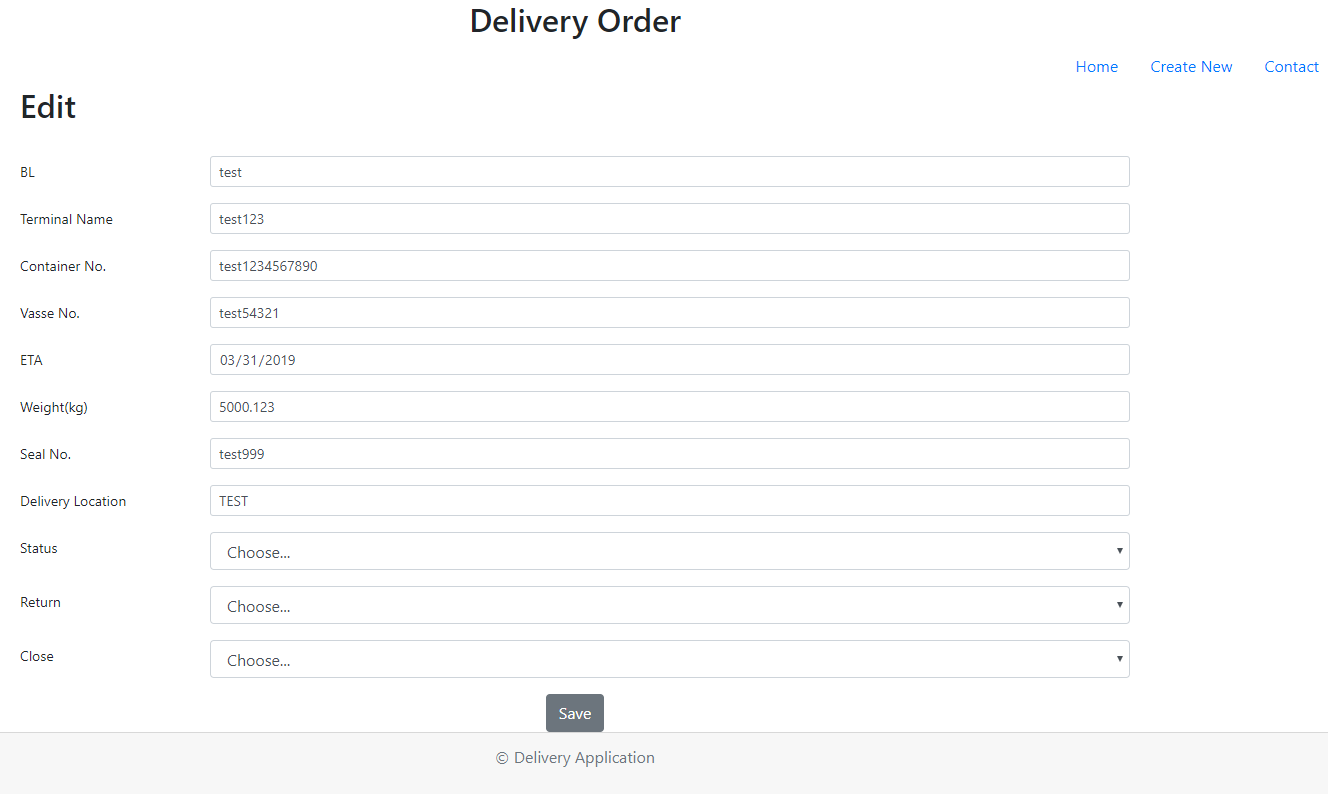 Delivery Order
Home Create New Contact
Edit
BL test
Terminal Name test123
Container No. test1234567890
Vasse No. test54321
ETA 03/31/2019
Weight(kg) 5000.123
Seal No. test999
Delivery Location TEST
Status Choose...
Return Choose...
Close Choose...
Save
© Delivery Application